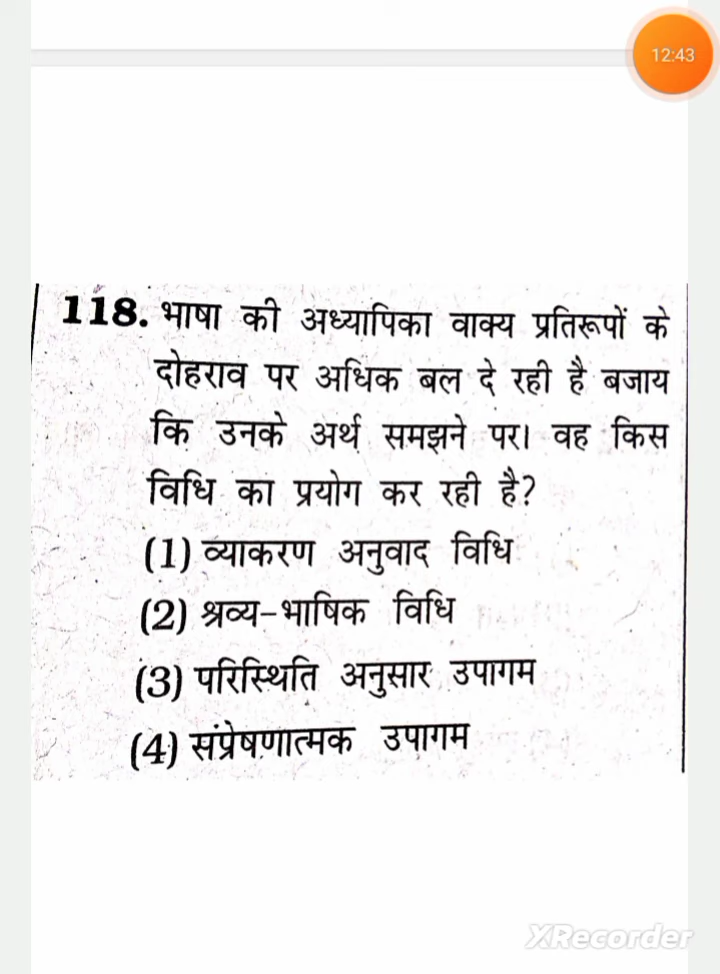 12:43
118. भाषा की अध्यापिका वाक्य प्रतिरूपों के
दोहराव पर अधिक बल दे रही है बजाय
कि उनके अर्थ समझने पर। वह किस
विधि का प्रयोग कर रही है?
(1) व्याकरण अनुवाद विधि
(2) श्रव्य-भाषिक विधि
(3) परिस्थिति अनुसार उपागम
(4) संप्रेषणात्मक उपागम
XRecorder